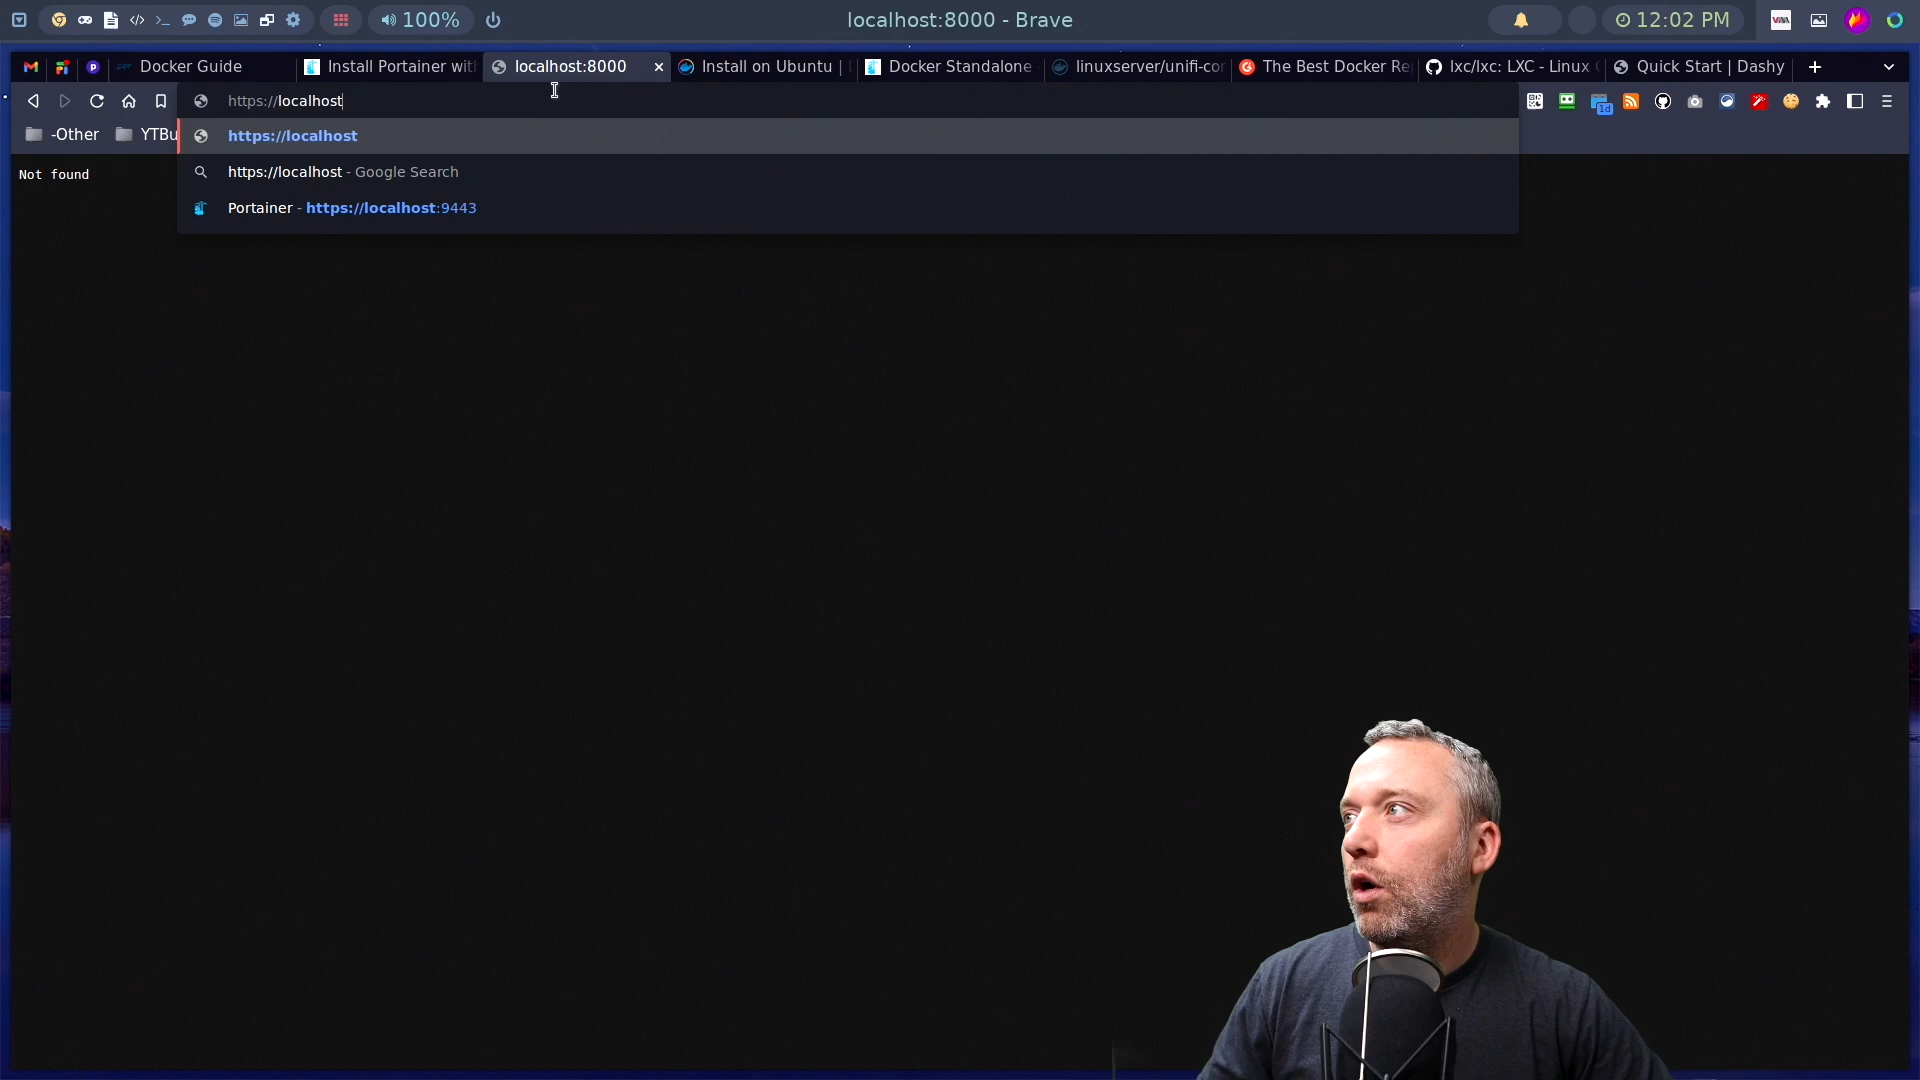 100%
localhost:8000 - Brave
12:02 PM
Docker Guide
Install Portainer wit
localhost:8000
Install on Ubuntu |
Docker Standalone
linuxserver/unifi-con
The Best Docker Re
lxc/lxc: LXC - Linux
Quick Start | Dashy
https://localhost
1d
-Other
YTBu
https://localhost
https://localhost - Google Search
Portainer - https://localhost:9443
Not found